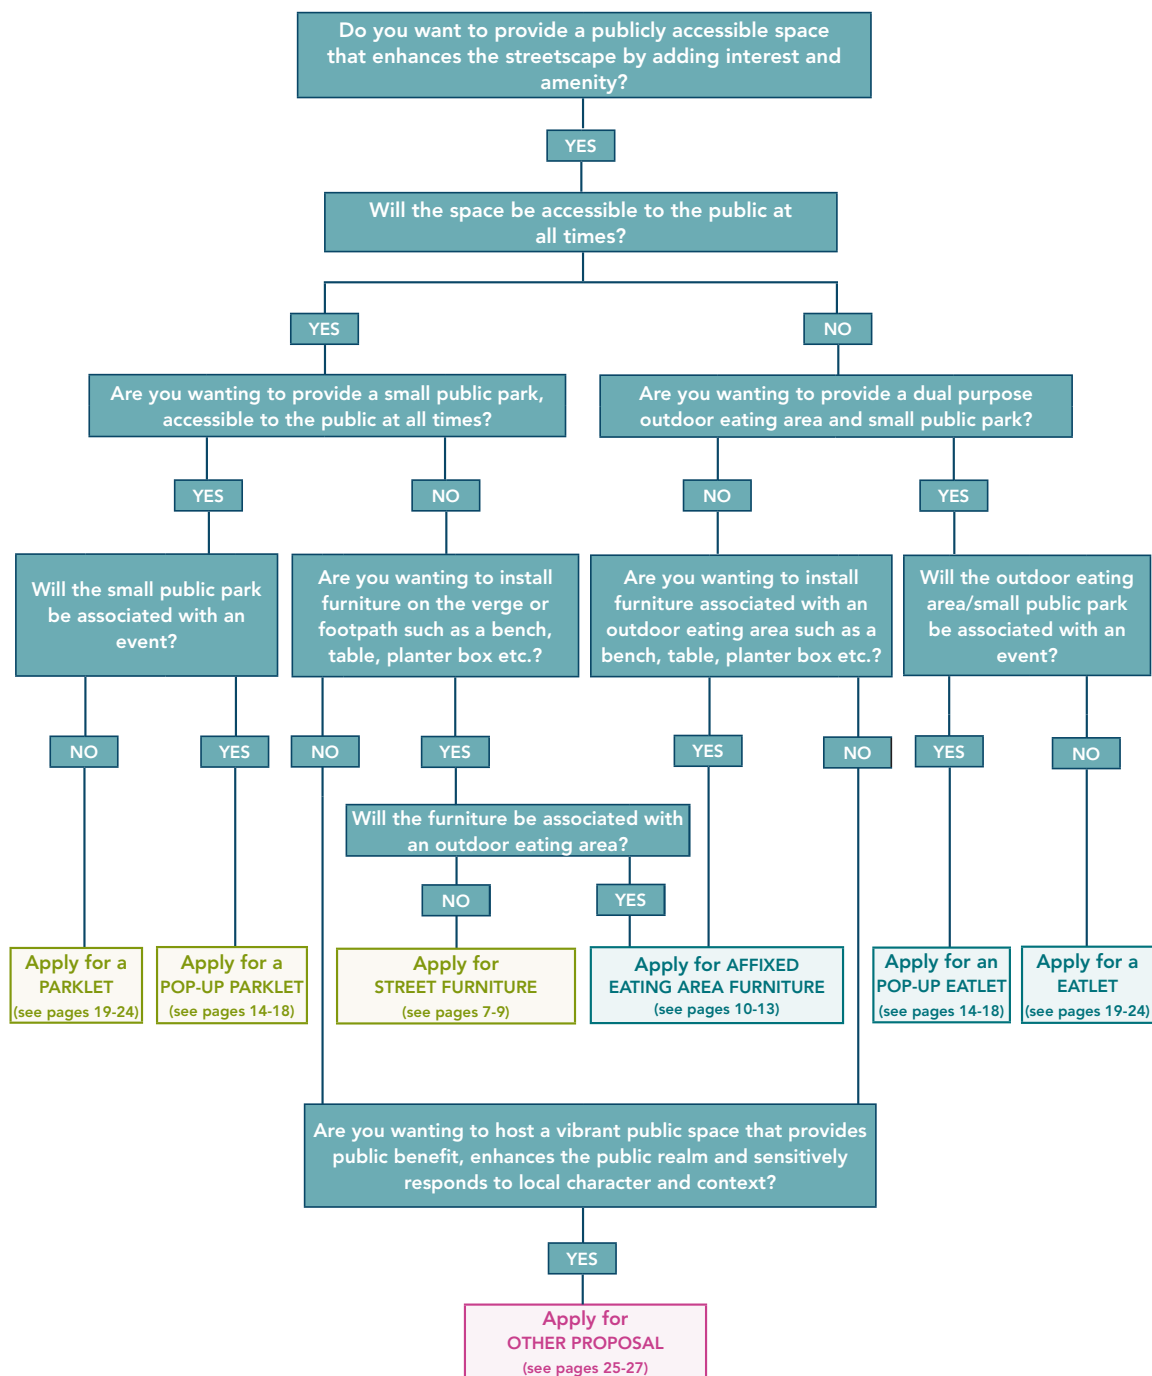 Do you want to provide a publicly accessible space
that enhances the streetscape by adding interest and
amenity?
YES
Will the space be accessible to the public at
all times?
YES
NO
Are you wanting to provide a small public park,
accessible to the public at all times?
Are you wanting to provide a dual purpose
outdoor eating area and small public park?
YES
NO
NO
YES
Will the small public park
be associated with an
event?
Are you wanting to install
furniture on the verge or
footpath such as a bench,
table, planter box etc.?
Are you wanting to install
furniture associated with an
outdoor eating area such as a
bench, table, planter box etc.?
Will the outdoor eating
area/small public park
be associated with an
event?
NO
YES
NO
YES
YES
NO
YES
NO
Will the furniture be associated with
an outdoor eating area?
NO
YES
Apply for a
PARKLET
(see pages 19-24)
Apply for a
POP-UP PARKLET
(see pages 14-18)
Apply for
STREET FURNITURE
(see pages 7-9)
Apply for AFFIXED
EATING AREA FURNITURE
(see pages 10-13)
Apply for an
POP-UP EATLET
(see pages 14-18)
Apply for a
EATLET
(see pages 19-24)
Are you wanting to host a vibrant public space that provides
public benefit, enhances the public realm and sensitively
responds to local character and context?
YES
Apply for
OTHER PROPOSAL
(see pages 25-27)